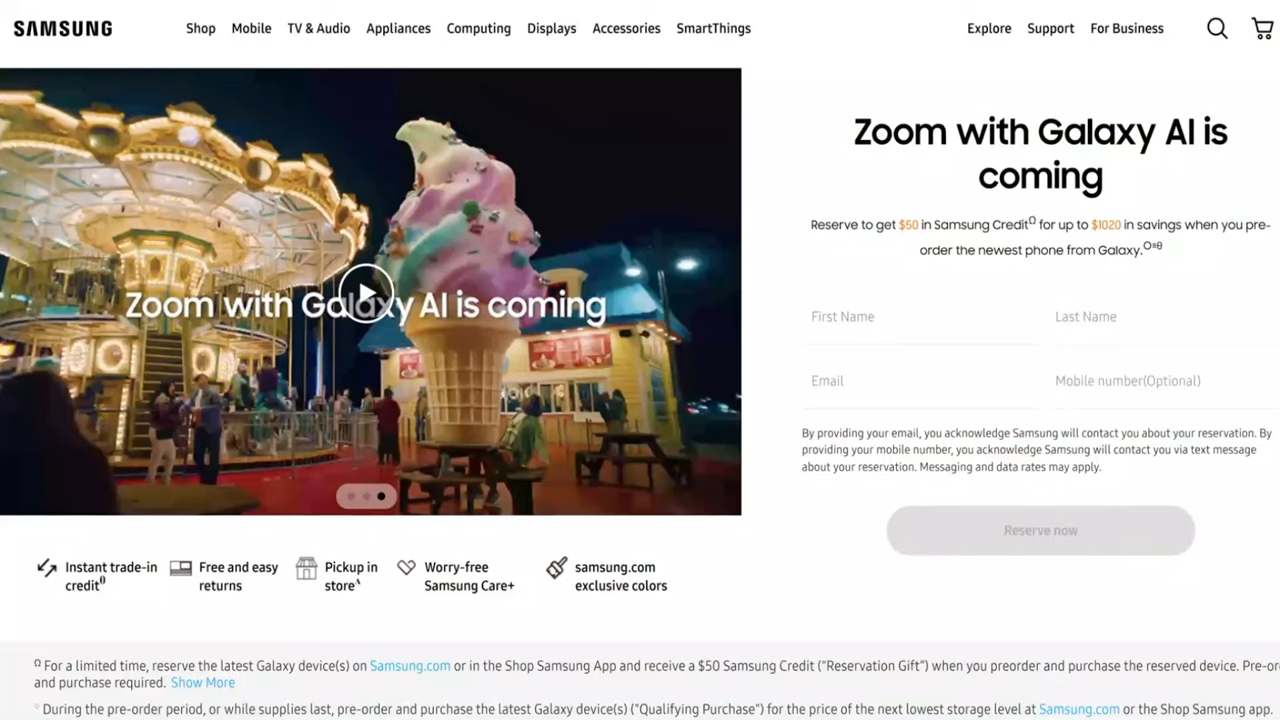 SAMSUNG
Shop Mobile TV & Audio Appliances Computing Displays Accessories SmartThings Explore Support For Business
Zoom with Galaxy AI is coming
Zoom with Galaxy AI is
coming
Reserve to get $50 in Samsung CreditΩ for up to $1020 in savings when you pre-
order the newest phone from Galaxy.
First Name Last Name
Email Mobile number(Optional)
By providing your email, you acknowledge Samsung will contact you about your reservation. By
providing your mobile number, you acknowledge Samsung will contact you via text message
about your reservation. Messaging and data rates may apply.
Reserve now
Instant trade-in
credit
Free and easy
returns
Pickup in
store
Worry-free
Samsung Care+
samsung.com
exclusive colors
Ω For a limited time, reserve the latest Galaxy device(s) on Samsung.com or in the Shop Samsung App and receive a $50 Samsung Credit ("Reservation Gift") when you preorder and purchase the reserved device. Pre-or
and purchase required. Show More
○ During the pre-order period, or while supplies last, pre-order and purchase the latest Galaxy device(s) ("Qualifying Purchase") for the price of the next lowest storage level at Samsung.com or the Shop Samsung app.